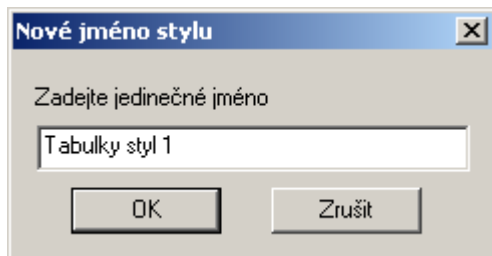 Nové jméno stylu
Zadejte jedinečné jméno
Tabulky styl 1
OK
Zrušit